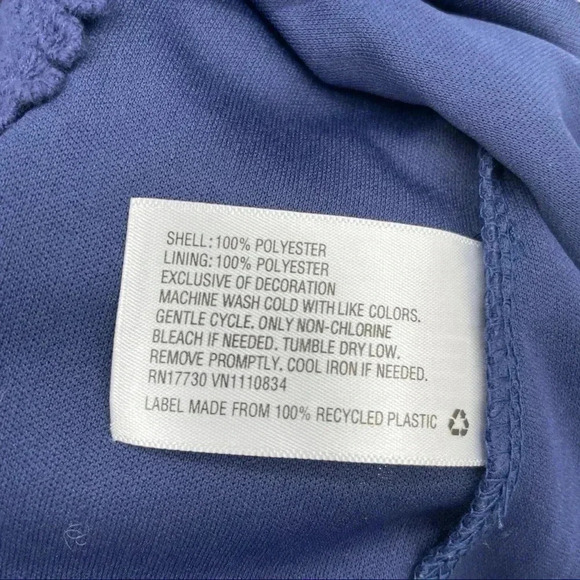 SHELL: 100% POLYESTER
LINING: 100% POLYESTER
EXCLUSIVE OF DECORATION
MACHINE WASH COLD WITH LIKE COLORS.
GENTLE CYCLE. ONLY NON-CHLORINE
BLEACH IF NEEDED. TUMBLE DRY LOW.
REMOVE PROMPTLY. COOL IRON IF NEEDED.
RN17730 VN1110834
LABEL MADE FROM 100% RECYCLED PLASTIC